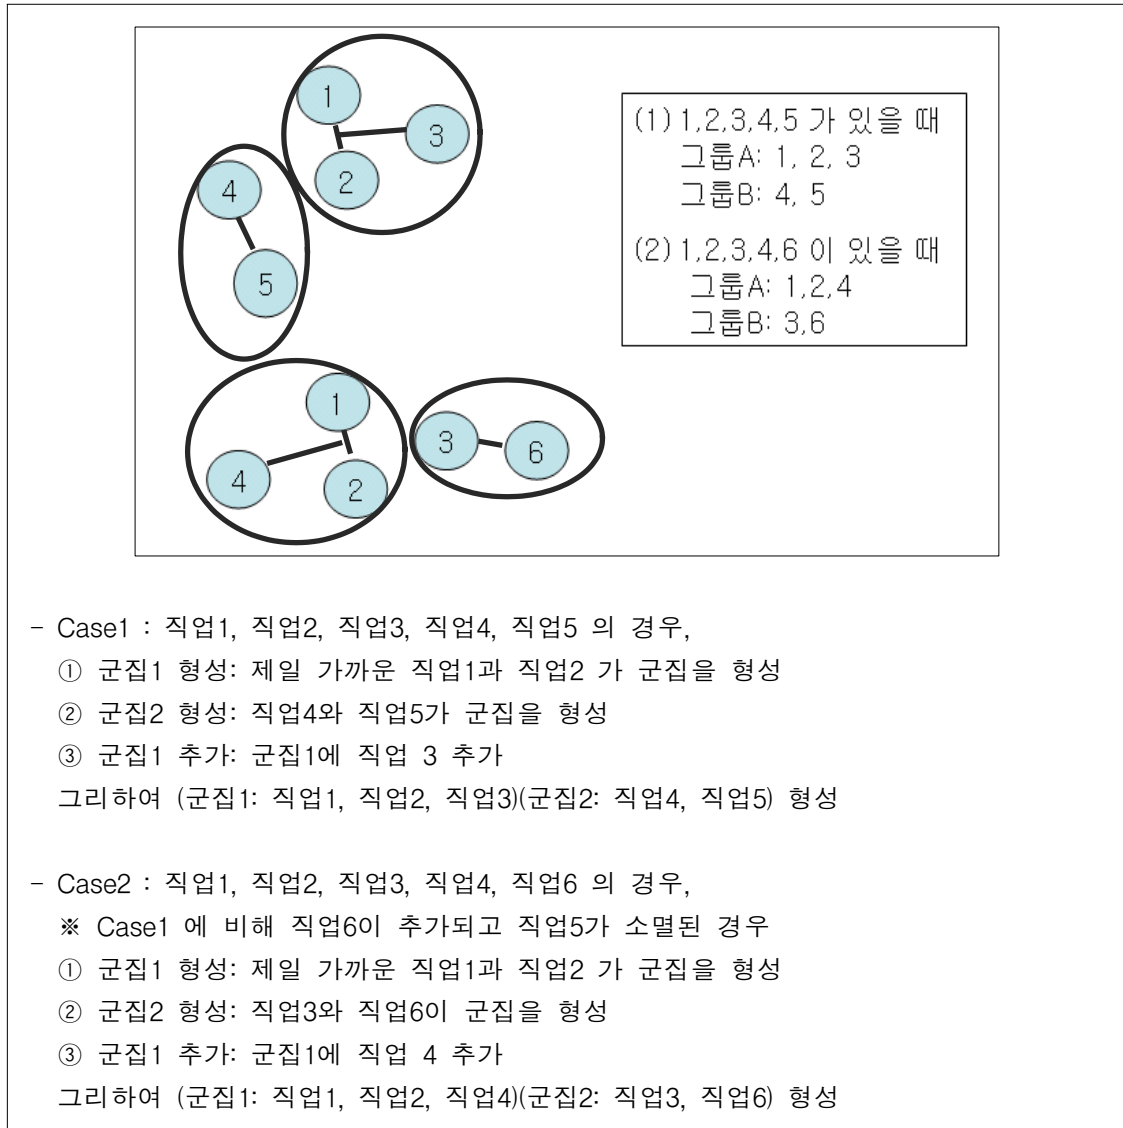 1
3
2
4
5
(1) 1,2,3,4,5 가 있을 때
그룹A: 1, 2, 3
그룹B: 4, 5
(2) 1,2,3,4,6 이 있을 때
그룹A: 1,2,4
그룹B: 3,6
1
4
2
3
6
- Case1 : 직업1, 직업2, 직업3, 직업4, 직업5 의 경우,
① 군집1 형성: 제일 가까운 직업1과 직업2 가 군집을 형성
② 군집2 형성: 직업4와 직업5가 군집을 형성
③ 군집1 추가: 군집1에 직업 3 추가
그리하여 (군집1: 직업1, 직업2, 직업3)(군집2: 직업4, 직업5) 형성
- Case2 : 직업1, 직업2, 직업3, 직업4, 직업6 의 경우,
※ Case1 에 비해 직업6이 추가되고 직업5가 소멸된 경우
① 군집1 형성: 제일 가까운 직업1과 직업2 가 군집을 형성
② 군집2 형성: 직업3와 직업6이 군집을 형성
③ 군집1 추가: 군집1에 직업 4 추가
그리하여 (군집1: 직업1, 직업2, 직업4)(군집2: 직업3, 직업6) 형성